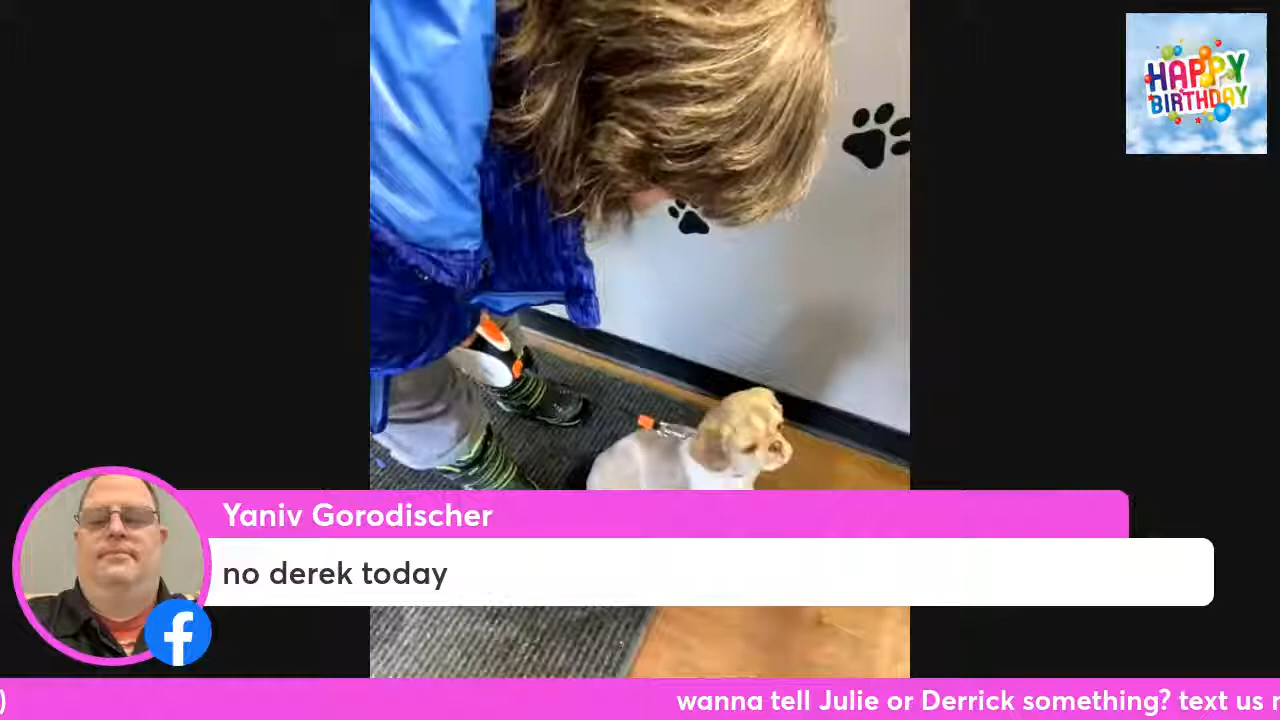 HAPPY
BIRTHDAY
Yaniv Gorodischer
no derek today
)
wanna tell Julie or Derrick something? text us